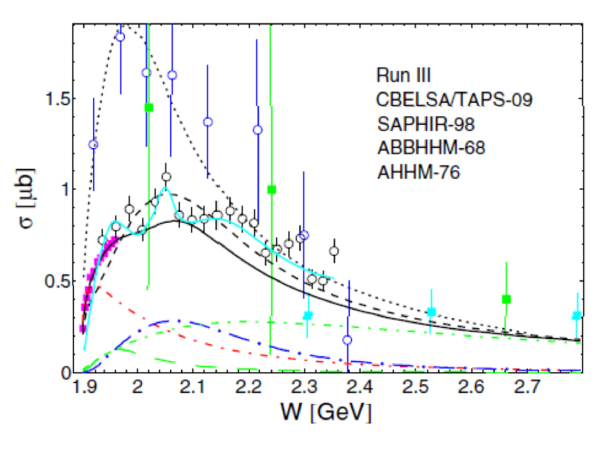 Run III
CBELSA/TAPS-09
SAPHIR-98
ABBHHM-68
AHHM-76
1.5
1
0.5
0
σ [μb]
1.9 2 2.1 2.2 2.3 2.4 2.5 2.6 2.7
W [GeV]